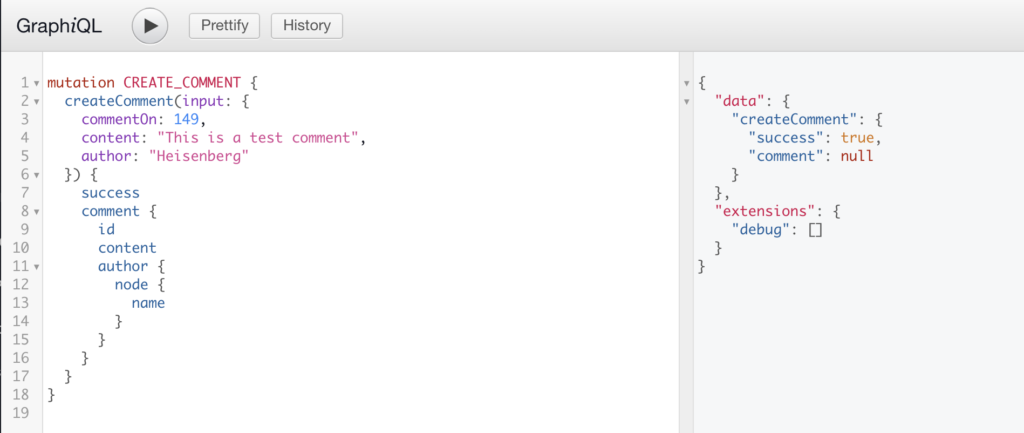 GraphiQL
Prettify
History
1 mutation CREATE_COMMENT {
2   createComment(input: {
3     commentOn: 149,
4     content: "This is a test comment",
5     author: "Heisenberg"
6   }) {
7     success
8     comment {
9       id
10       content
11       author {
12         node {
13           name
14         }
15       }
16     }
17   }
18 }
19
{
  "data": {
    "createComment": {
      "success": true,
      "comment": null
    }
  },
  "extensions": {
    "debug": []
  }
}